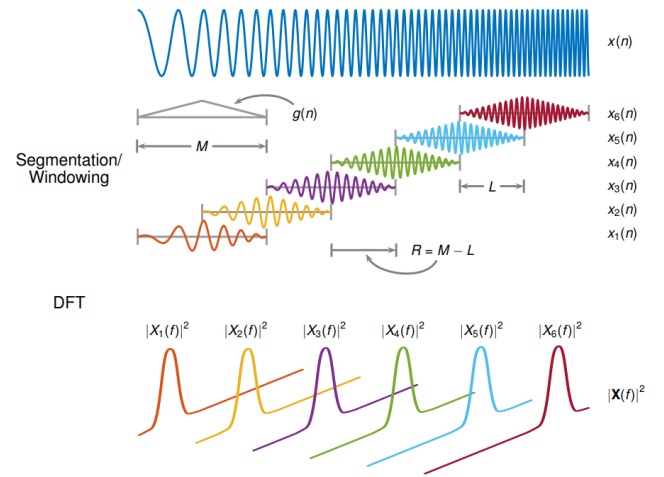 x(n)
g(n)
x₆(n)
x₅(n)
M
Segmentation/
Windowing
x₄(n)
L
x₃(n)
x₂(n)
x₁(n)
R = M − L
DFT
|X₁(f)|² |X₂(f)|² |X₃(f)|² |X₄(f)|² |X₅(f)|² |X₆(f)|²
|X(f)|²